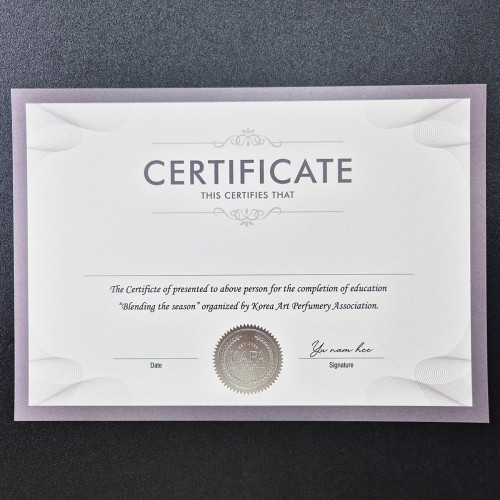 CERTIFICATE
THIS CERTIFIES THAT
The Certificte of presented to above person for the completion of education
"Blending the season" organized by Korea Art Perfumery Association.
Yu nam hee
Date
Signature